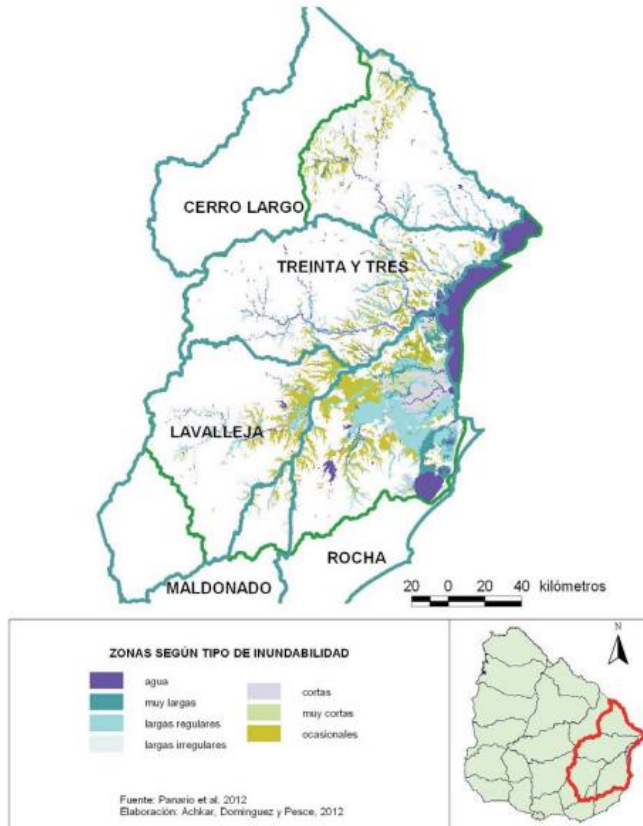 CERRO LARGO
TREINTA Y TRES
LAVALLEJA
ROCHA
MALDONADO
20 0 20 40 kilómetros
ZONAS SEGÚN TIPO DE INUNDABILIDAD
agua
muy largas
largas regulares
largas irregulares
cortas
muy cortas
ocasionales
Fuente: Panario et al. 2012
Elaboración: Achkar, Dominguez y Pesce, 2012
N